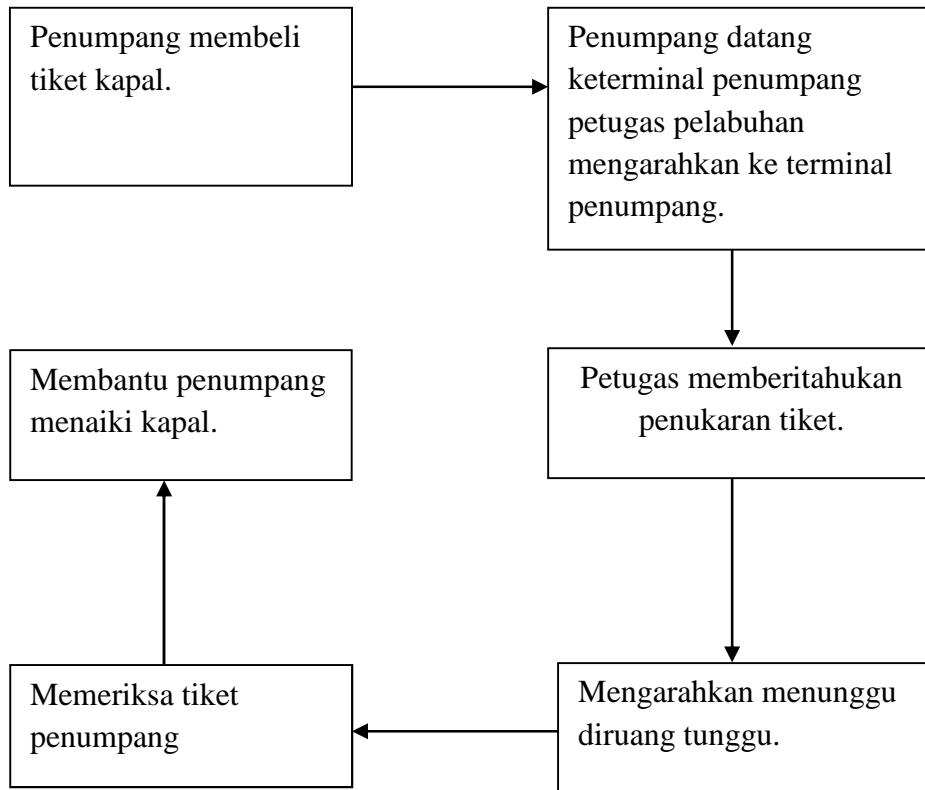 Penumpang membeli
tiket kapal.
Penumpang datang
keterminal penumpang
petugas pelabuhan
mengarahkan ke terminal
penumpang.
Petugas memberitahukan
penukaran tiket.
Mengarahkan menunggu
diruang tunggu.
Memeriksa tiket
penumpang
Membantu penumpang
menaiki kapal.